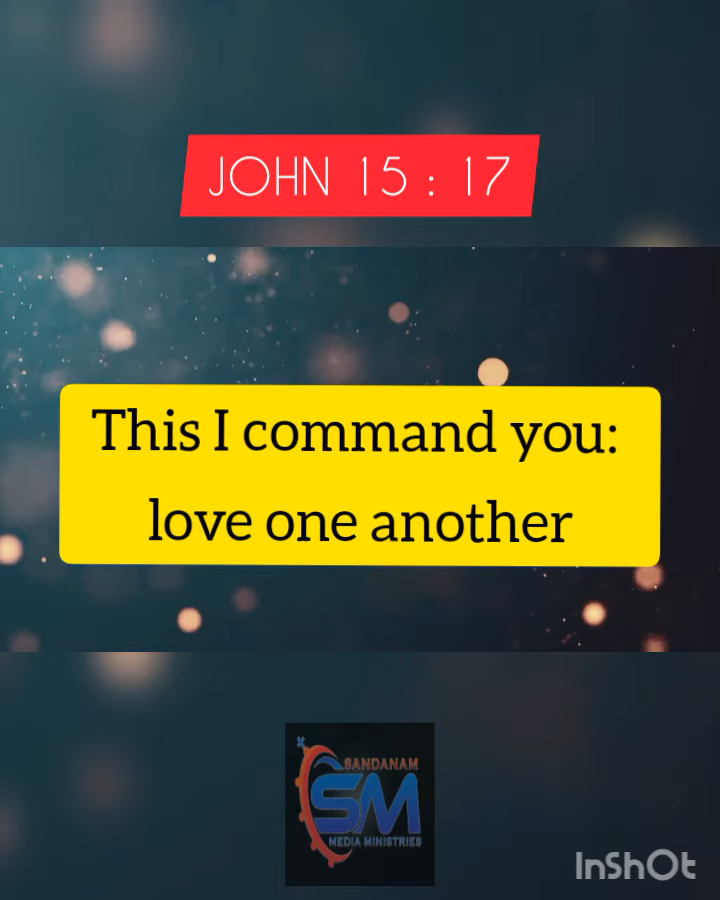 JOHN 15 : 17
This I command you:
love one another
SANDANAM
SM
MEDIA MINISTRIES
InShOt